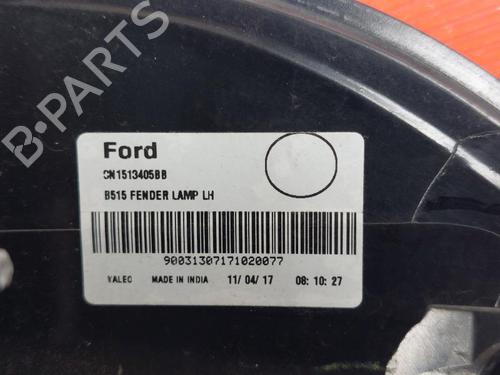 B-PARTS
Ford
CN1513405BB
B515 FENDER LAMP LH
90031307171020077
VALEO MADE IN INDIA 11/04/17 08:10:27